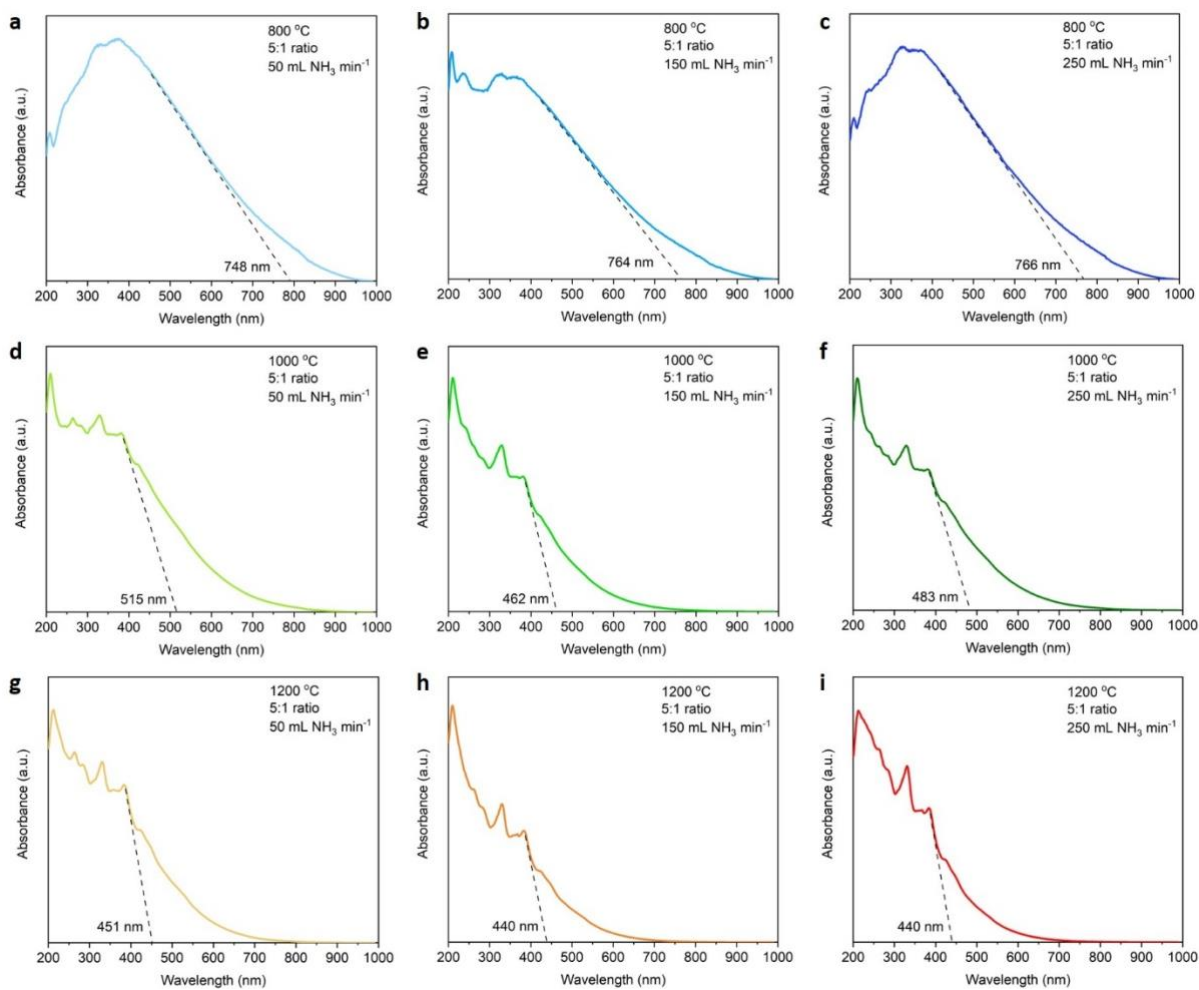 a
800 °C
5:1 ratio
50 mL NH₃ min⁻¹
Absorbance (a.u.)
748 nm
200 300 400 500 600 700 800 900 1000
Wavelength (nm)
b
800 °C
5:1 ratio
150 mL NH₃ min⁻¹
Absorbance (a.u.)
764 nm
200 300 400 500 600 700 800 900 1000
Wavelength (nm)
c
800 °C
5:1 ratio
250 mL NH₃ min⁻¹
Absorbance (a.u.)
766 nm
200 300 400 500 600 700 800 900 1000
Wavelength (nm)
d
1000 °C
5:1 ratio
50 mL NH₃ min⁻¹
Absorbance (a.u.)
515 nm
200 300 400 500 600 700 800 900 1000
Wavelength (nm)
e
1000 °C
5:1 ratio
150 mL NH₃ min⁻¹
Absorbance (a.u.)
462 nm
200 300 400 500 600 700 800 900 1000
Wavelength (nm)
f
1000 °C
5:1 ratio
250 mL NH₃ min⁻¹
Absorbance (a.u.)
483 nm
200 300 400 500 600 700 800 900 1000
Wavelength (nm)
g
1200 °C
5:1 ratio
50 mL NH₃ min⁻¹
Absorbance (a.u.)
451 nm
200 300 400 500 600 700 800 900 1000
Wavelength (nm)
h
1200 °C
5:1 ratio
150 mL NH₃ min⁻¹
Absorbance (a.u.)
440 nm
200 300 400 500 600 700 800 900 1000
Wavelength (nm)
i
1200 °C
5:1 ratio
250 mL NH₃ min⁻¹
Absorbance (a.u.)
440 nm
200 300 400 500 600 700 800 900 1000
Wavelength (nm)